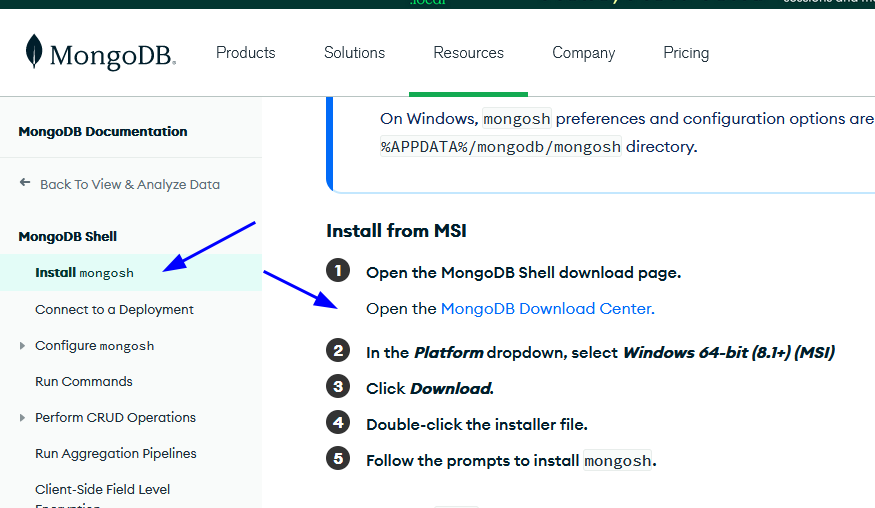 .local
sessions and m
MongoDB.
Products
Solutions
Resources
Company
Pricing
MongoDB Documentation
Back To View & Analyze Data
MongoDB Shell
Install mongosh
Connect to a Deployment
Configure mongosh
Run Commands
Perform CRUD Operations
Run Aggregation Pipelines
Client-Side Field Level
Encryption
On Windows, mongosh preferences and configuration options are
%APPDATA%/mongodb/mongosh directory.
Install from MSI
1 Open the MongoDB Shell download page.
Open the MongoDB Download Center.
2 In the Platform dropdown, select Windows 64-bit (8.1+) (MSI)
3 Click Download.
4 Double-click the installer file.
5 Follow the prompts to install mongosh.